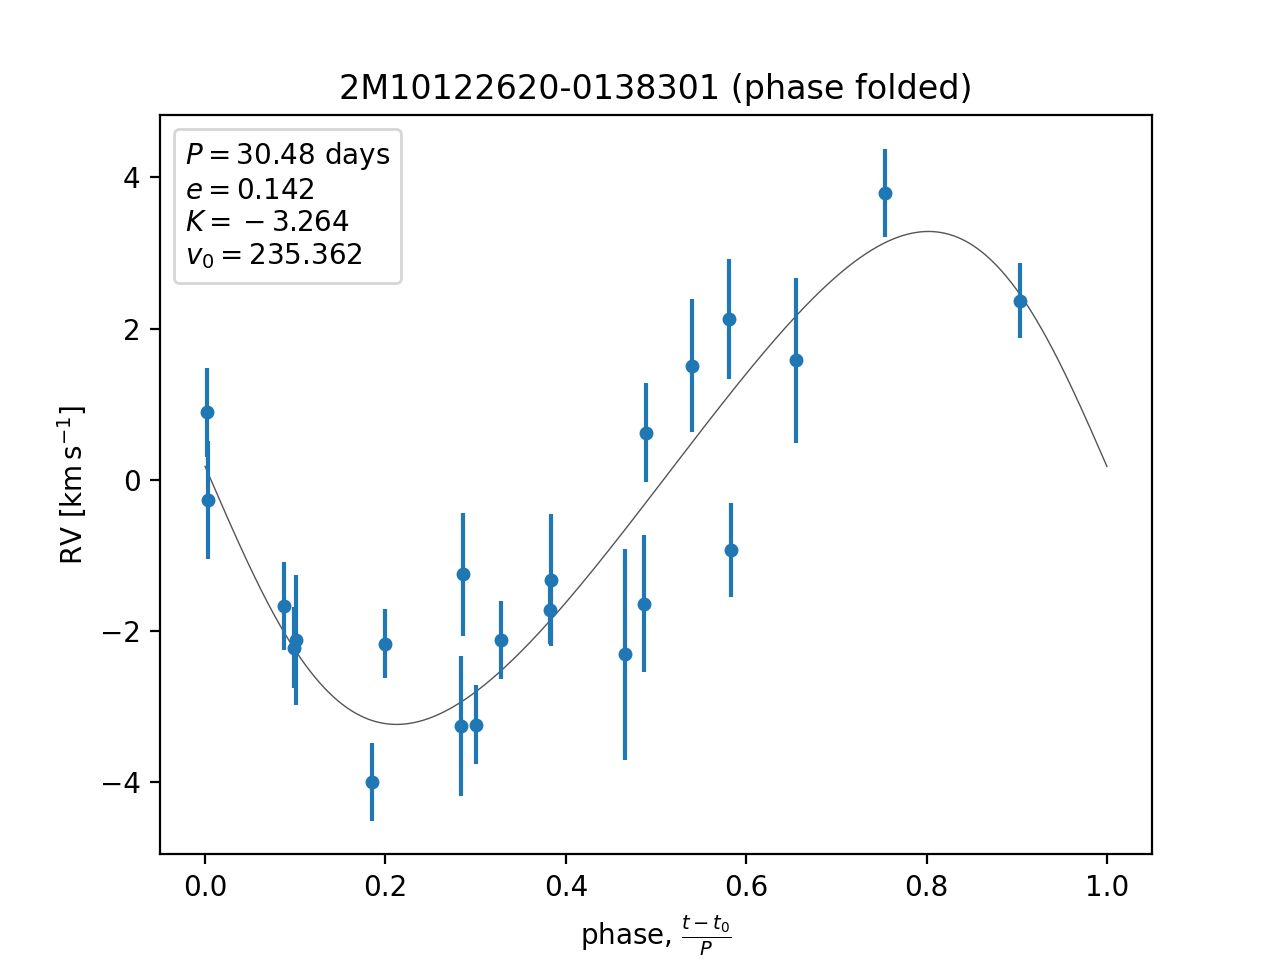 2M10122620-0138301 (phase folded)
P = 30.48 days
e = 0.142
K = −3.264
v₀ = 235.362
4
2
0
−2
−4
RV [km s⁻¹]
0.0 0.2 0.4 0.6 0.8 1.0
phase, (t − t₀)/P